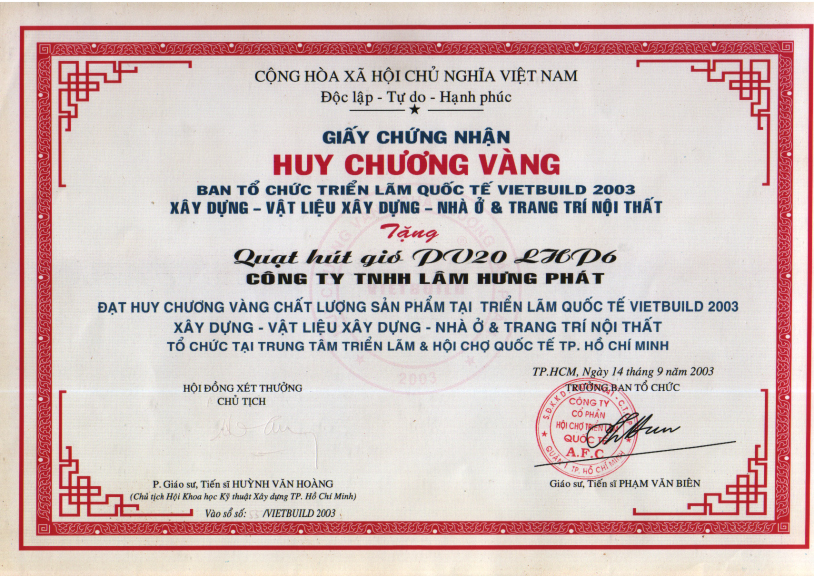 CỘNG HÒA XÃ HỘI CHỦ NGHĨA VIỆT NAM
Độc lập - Tự do - Hạnh phúc
GIẤY CHỨNG NHẬN
HUY CHƯƠNG VÀNG
BAN TỔ CHỨC TRIỂN LÃM QUỐC TẾ VIETBUILD 2003
XÂY DỰNG – VẬT LIỆU XÂY DỰNG – NHÀ Ở & TRANG TRÍ NỘI THẤT
Tặng
Quạt hút gió PV20 LHP6
CÔNG TY TNHH LÂM HƯNG PHÁT
ĐẠT HUY CHƯƠNG VÀNG CHẤT LƯỢNG SẢN PHẨM TẠI TRIỂN LÃM QUỐC TẾ VIETBUILD 2003
XÂY DỰNG - VẬT LIỆU XÂY DỰNG - NHÀ Ở & TRANG TRÍ NỘI THẤT
TỔ CHỨC TẠI TRUNG TÂM TRIỂN LÃM & HỘI CHỢ QUỐC TẾ TP. HỒ CHÍ MINH
2003
TP.HCM, Ngày 14 tháng 9 năm 2003
HỘI ĐỒNG XÉT THƯỞNG
CHỦ TỊCH
TRƯỞNG BAN TỔ CHỨC
CÔNG TY
CỔ PHẦN
HỘI CHỢ TRIỂN
QUỐC
A.F.C
QUẬN 1 TP. HỒ CHÍ MINH
P. Giáo sư, Tiến sĩ HUỲNH VĂN HOÀNG
(Chủ tịch Hội Khoa học Kỹ thuật Xây dựng TP. Hồ Chí Minh)
Vào sổ số: /VIETBUILD 2003
Giáo sư, Tiến sĩ PHẠM VĂN BIÊN